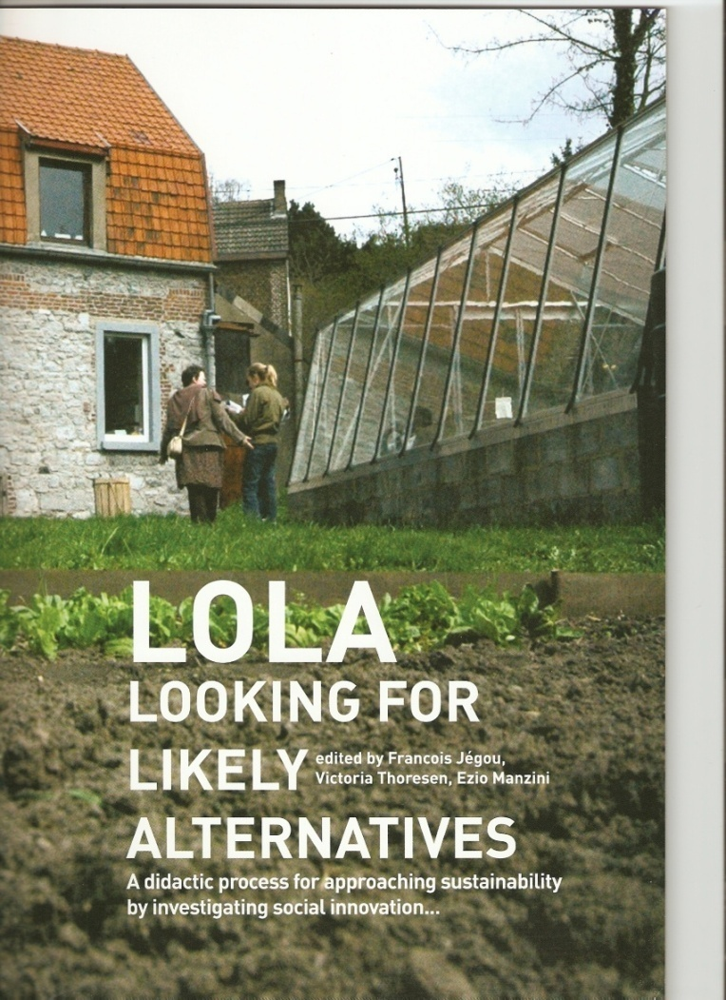 LOLA
LOOKING FOR
LIKELY
edited by Francois Jégou,
Victoria Thoresen, Ezio Manzini
ALTERNATIVES
A didactic process for approaching sustainability
by investigating social innovation...